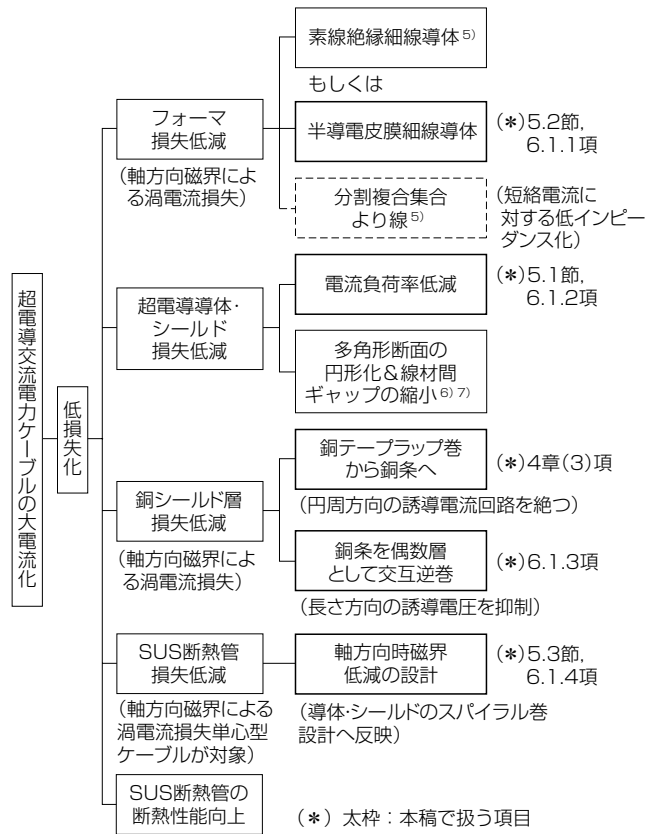 超電導交流電力ケーブルの大電流化
低損失化
フォーマ
損失低減
(軸方向磁界によ
る渦電流損失)
素線絶縁細線導体5)
もしくは
半導電皮膜細線導体
(*)5.2節,
6.1.1項
分割複合集合
より線5)
(短絡電流に
対する低インピー
ダンス化)
超電導導体・
シールド
損失低減
電流負荷率低減
(*)5.1節,
6.1.2項
多角形断面の
円形化&線材間
ギャップの縮小6)7)
銅シールド層
損失低減
(軸方向磁界によ
る渦電流損失)
銅テープラップ巻
から銅条へ
(*)4章(3)項
(円周方向の誘導電流回路を絶つ)
銅条を偶数層
として交互逆巻
(*)6.1.3項
(長さ方向の誘導電圧を抑制)
SUS断熱管
損失低減
(軸方向磁界による
渦電流損失単心型
ケーブルが対象)
軸方向時磁界
低減の設計
(*)5.3節,
6.1.4項
(導体・シールドのスパイラル巻
設計へ反映)
SUS断熱管の
断熱性能向上
(*) 太枠:本稿で扱う項目